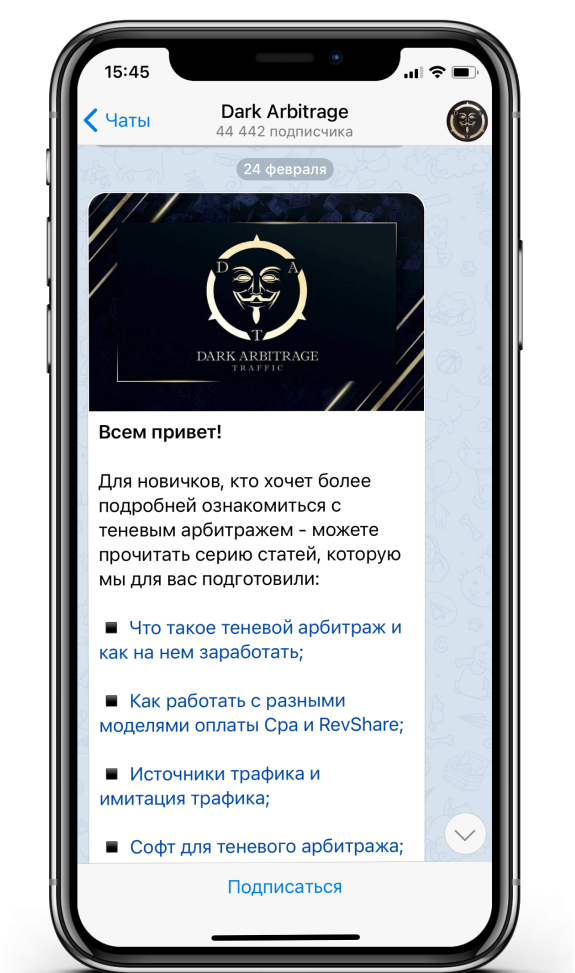 15:45
Чаты
Dark Arbitrage
44 442 подписчика
24 февраля
D A
T
DARK ARBITRAGE
TRAFFIC
Всем привет!
Для новичков, кто хочет более
подробней ознакомиться с
теневым арбитражем - можете
прочитать серию статей, которую
мы для вас подготовили:
▪ Что такое теневой арбитраж и
как на нем заработать;
▪ Как работать с разными
моделями оплаты Cpa и RevShare;
▪ Источники трафика и
имитация трафика;
▪ Софт для теневого арбитража;
Подписаться